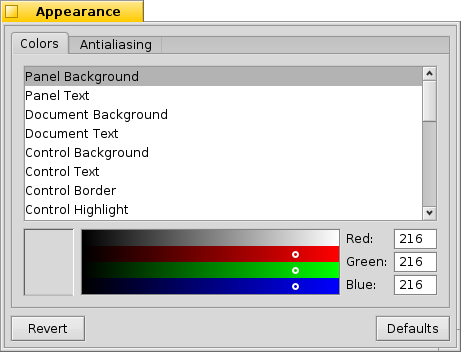 Appearance
Colors
Antialiasing
Panel Background
Panel Text
Document Background
Document Text
Control Background
Control Text
Control Border
Control Highlight
Red: 216
Green: 216
Blue: 216
Revert
Defaults